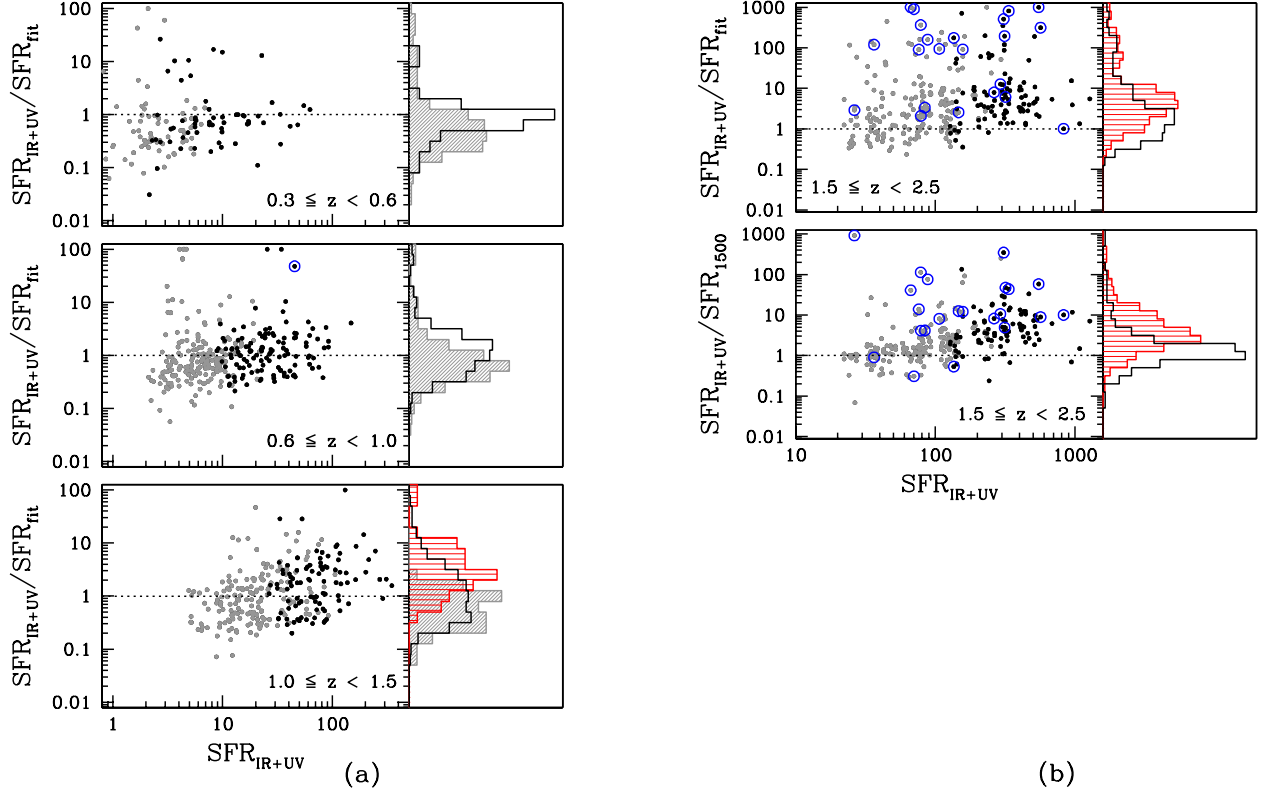 SFR_IR+UV/SFR_fit
100
10
1
0.1
0.01
0.3 ≦ z < 0.6
SFR_IR+UV/SFR_fit
100
10
1
0.1
0.01
0.6 ≦ z < 1.0
SFR_IR+UV/SFR_fit
100
10
1
0.1
0.01
1.0 ≦ z < 1.5
1 10 100
SFR_IR+UV
(a)
SFR_IR+UV/SFR_fit
1000
100
10
1
0.1
0.01
1.5 ≦ z < 2.5
SFR_IR+UV/SFR_1500
1000
100
10
1
0.1
0.01
1.5 ≦ z < 2.5
10 100 1000
SFR_IR+UV
(b)